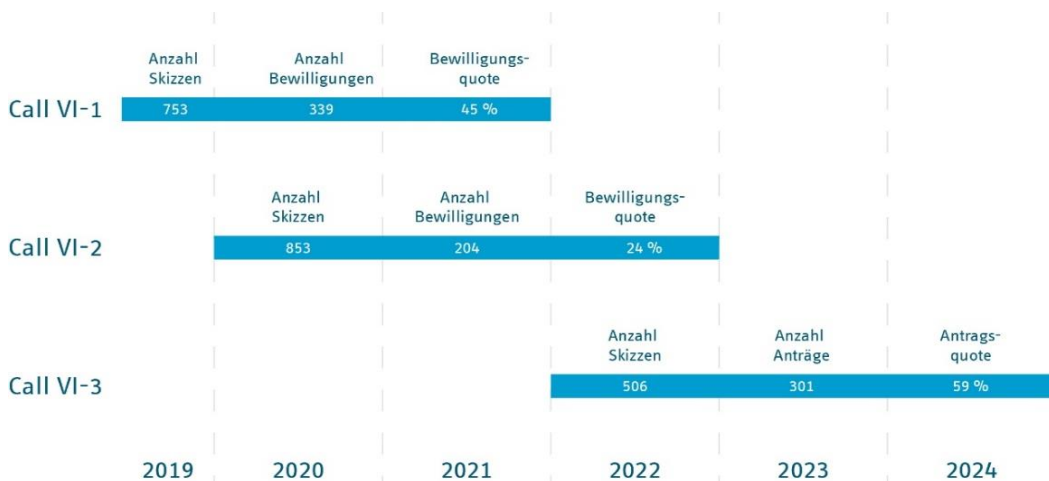 Anzahl
Skizzen
Anzahl
Bewilligungen
Bewilligungs-
quote
Call VI-1
753
339
45 %
Anzahl
Skizzen
Anzahl
Bewilligungen
Bewilligungs-
quote
Call VI-2
853
204
24 %
Anzahl
Skizzen
Anzahl
Anträge
Antrags-
quote
Call VI-3
506
301
59 %
2019
2020
2021
2022
2023
2024